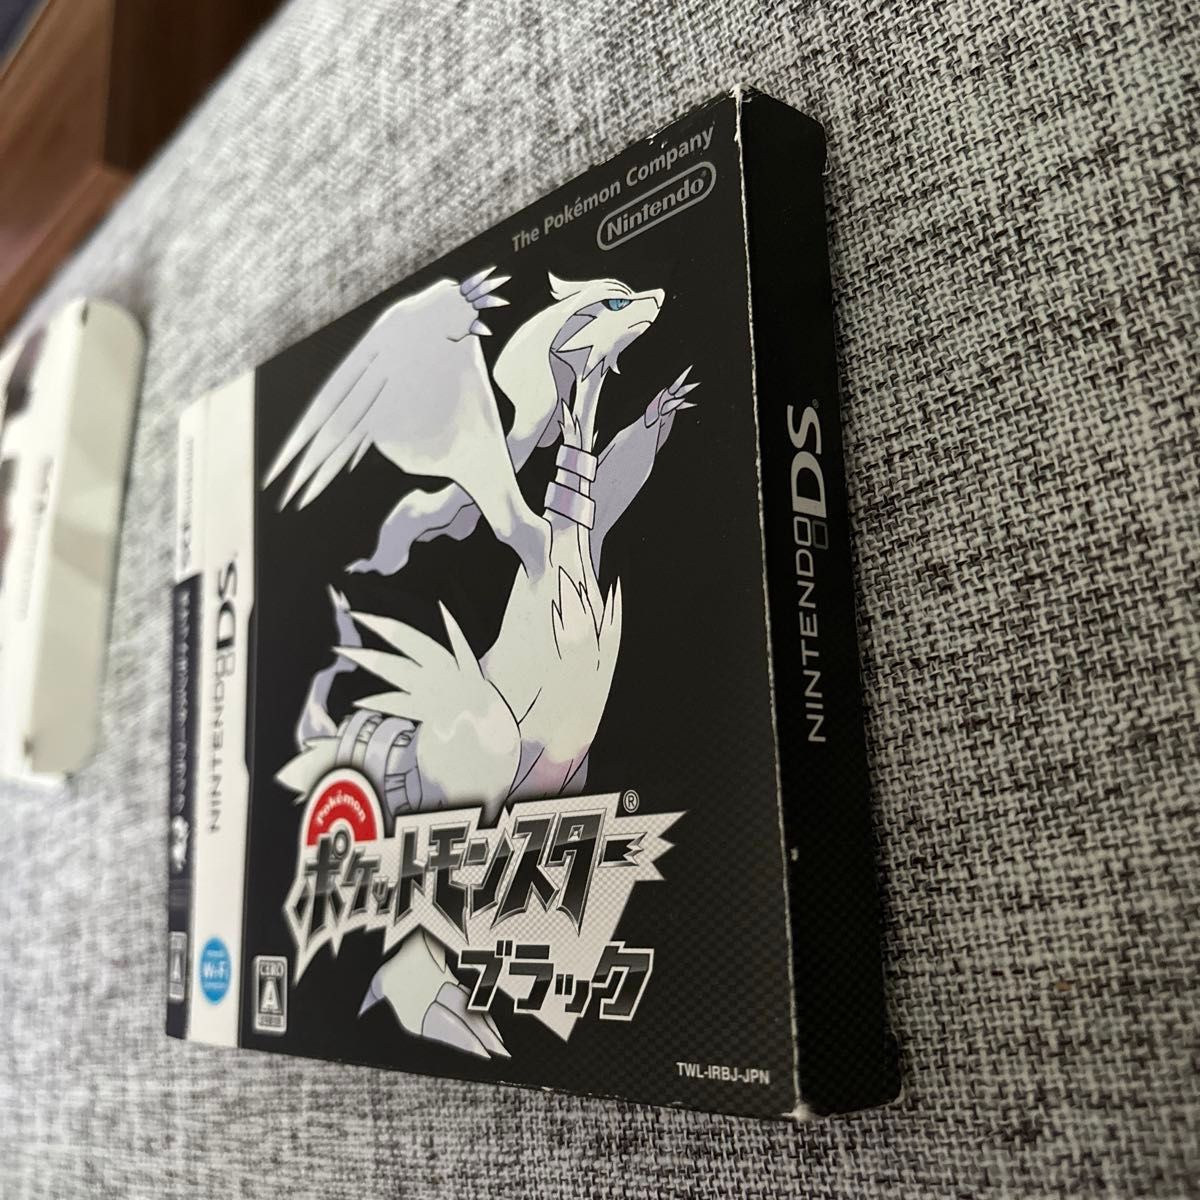 The Pokémon Company
Nintendo
NINTENDO DS
Pokémon
ポケットモンスター
ブラック
CERO
A
Wi-Fi
A
TWL-IRBJ-JPN
NINTENDO DS